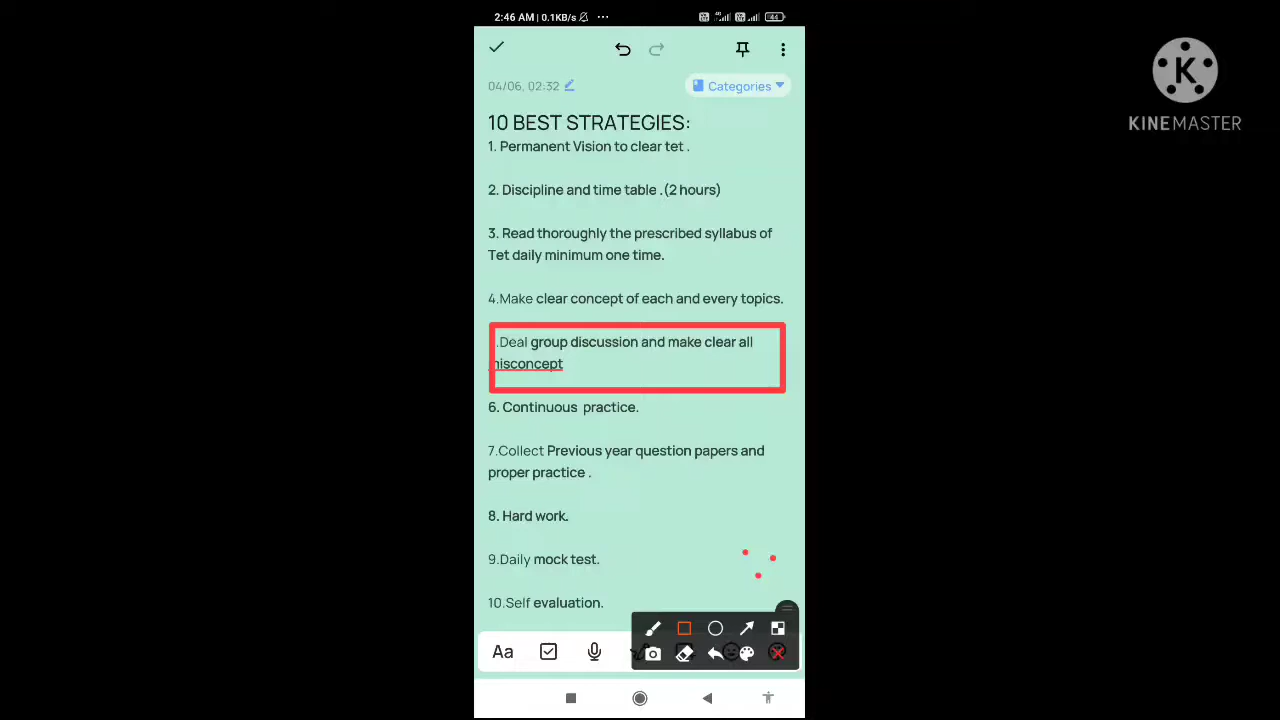 2:46 AM | 0.1KB/s ...
44
04/06, 02:32
Categories
K
KINEMASTER
10 BEST STRATEGIES:
1. Permanent Vision to clear tet .
2. Discipline and time table .(2 hours)
3. Read thoroughly the prescribed syllabus of
Tet daily minimum one time.
4.Make clear concept of each and every topics.
.Deal group discussion and make clear all
misconcept
6. Continuous practice.
7.Collect Previous year question papers and
proper practice .
8. Hard work.
9.Daily mock test.
10.Self evaluation.
Aa